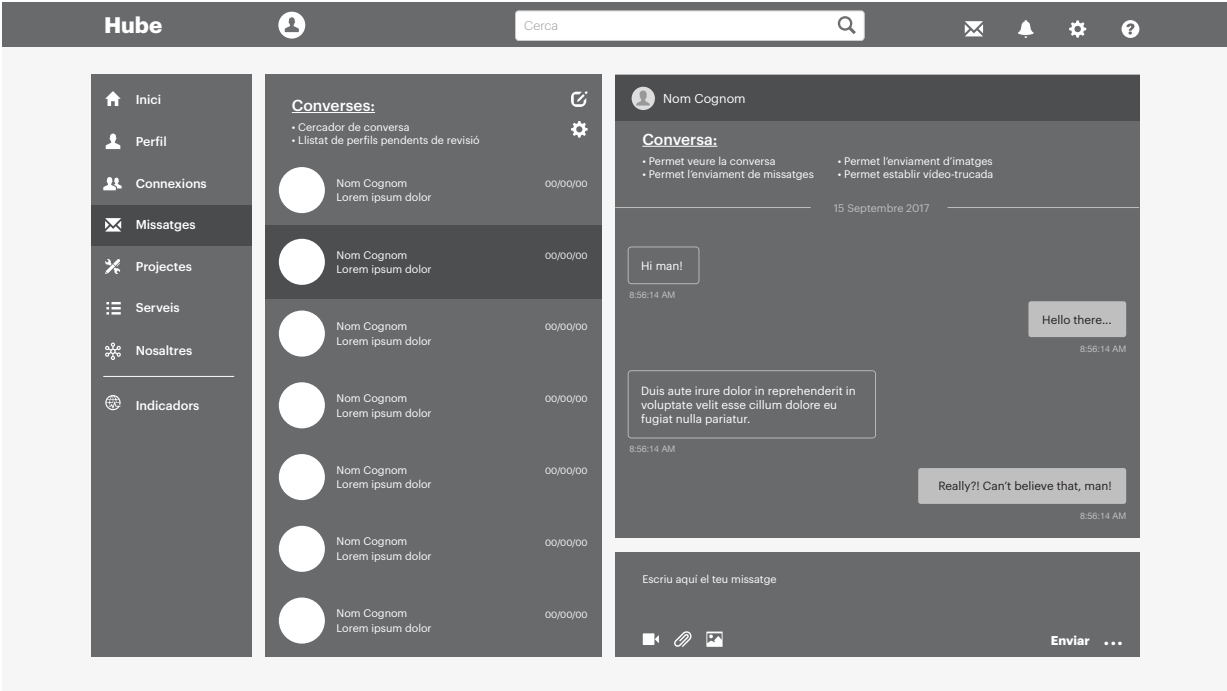 Hube
Cerca
Inici
Perfil
Connexions
Missatges
Projectes
Serveis
Nosaltres
Indicadors
Converses:
• Cercador de conversa
• Llistat de perfils pendents de revisió
Nom Cognom 00/00/00
Lorem ipsum dolor
Nom Cognom 00/00/00
Lorem ipsum dolor
Nom Cognom 00/00/00
Lorem ipsum dolor
Nom Cognom 00/00/00
Lorem ipsum dolor
Nom Cognom 00/00/00
Lorem ipsum dolor
Nom Cognom 00/00/00
Lorem ipsum dolor
Nom Cognom 00/00/00
Lorem ipsum dolor
Nom Cognom
Conversa:
• Permet veure la conversa
• Permet l’enviament de missatges
• Permet l’enviament d’imatges
• Permet establir vídeo-trucada
15 Septembre 2017
Hi man!
8:56:14 AM
Hello there...
8:56:14 AM
Duis aute irure dolor in reprehenderit in
voluptate velit esse cillum dolore eu
fugiat nulla pariatur.
8:56:14 AM
Really?! Can’t believe that, man!
8:56:14 AM
Escriu aquí el teu missatge
Enviar ...